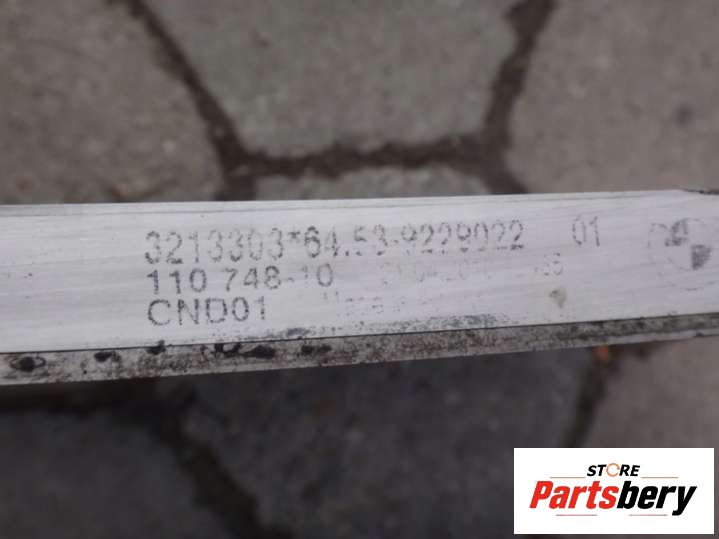 3213303*64.53-9229022 01
110 748-10
CND01
STORE
Partsbery